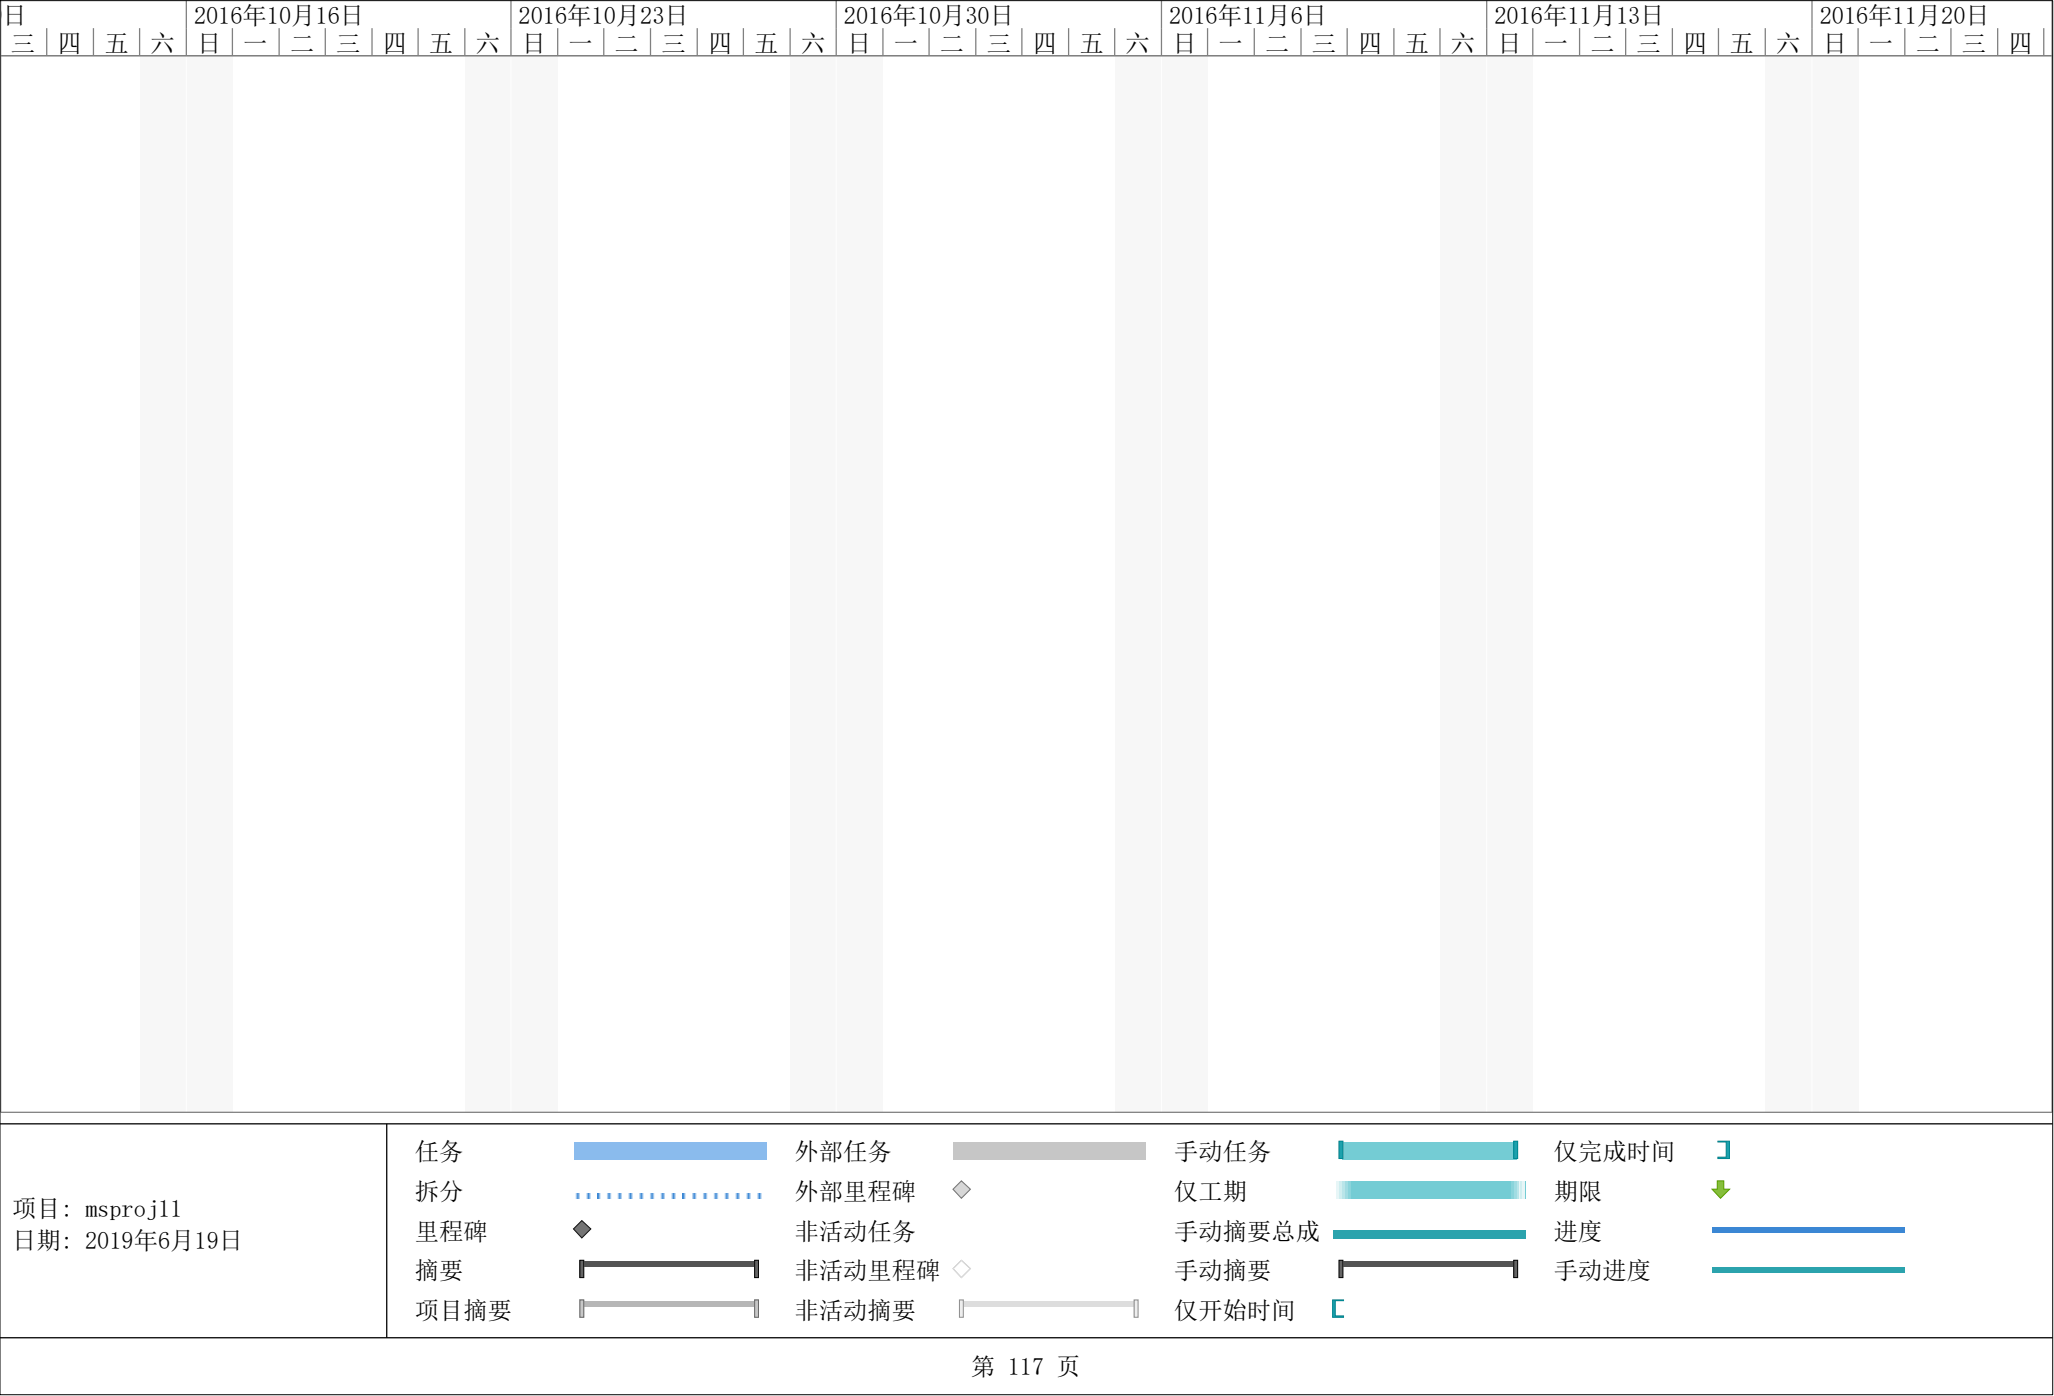 日 2016年10月16日 2016年10月23日 2016年10月30日 2016年11月6日 2016年11月13日 2016年11月20日
三 四 五 六 日 一 二 三 四 五 六 日 一 二 三 四 五 六 日 一 二 三 四 五 六 日 一 二 三 四 五 六 日 一 二 三 四 五 六 日 一 二 三 四
项目: msproj11
日期: 2019年6月19日
任务
拆分
里程碑
摘要
项目摘要
外部任务
外部里程碑
非活动任务
非活动里程碑
非活动摘要
手动任务
仅工期
手动摘要总成
手动摘要
仅开始时间
仅完成时间
期限
进度
手动进度
第 117 页